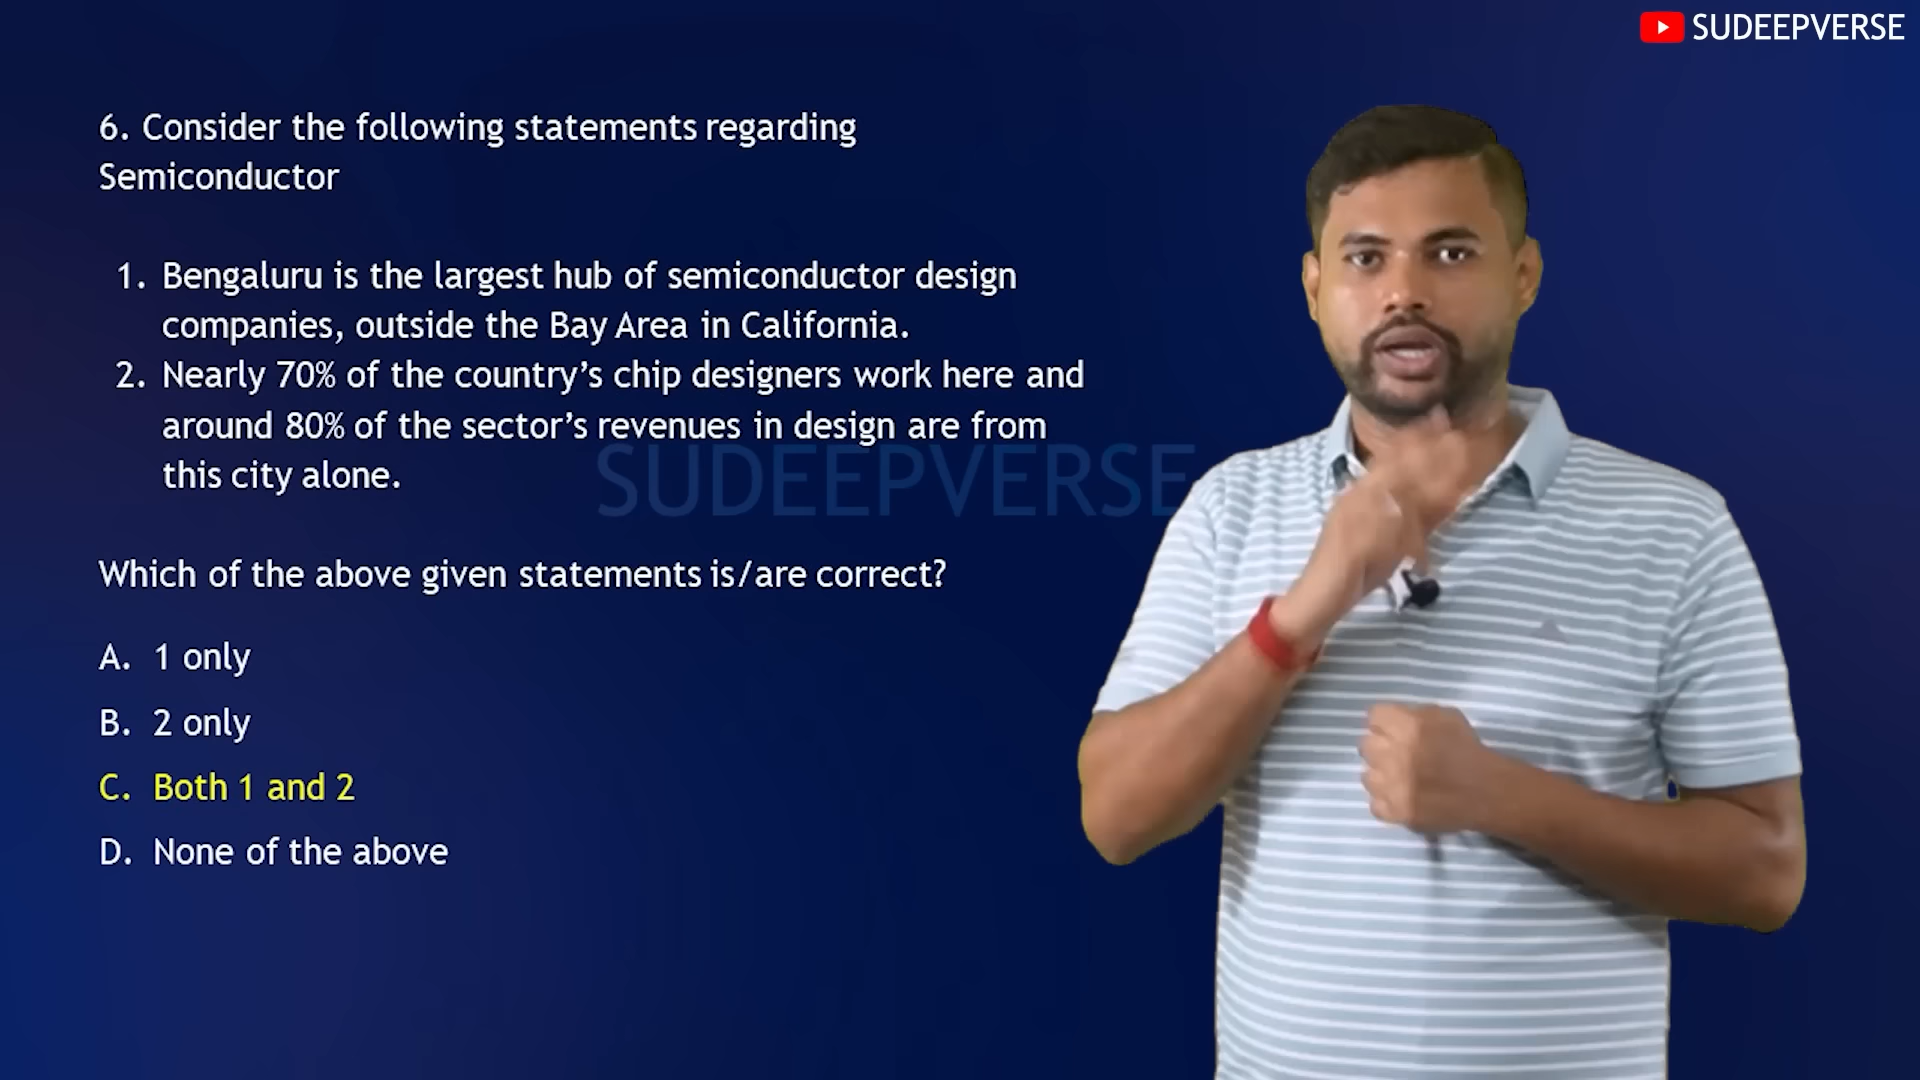 SUDEEPVERSE
6. Consider the following statements regarding
Semiconductor
1. Bengaluru is the largest hub of semiconductor design
companies, outside the Bay Area in California.
2. Nearly 70% of the country’s chip designers work here and
around 80% of the sector’s revenues in design are from
this city alone.
SUDEEPVERSE
Which of the above given statements is/are correct?
A. 1 only
B. 2 only
C. Both 1 and 2
D. None of the above